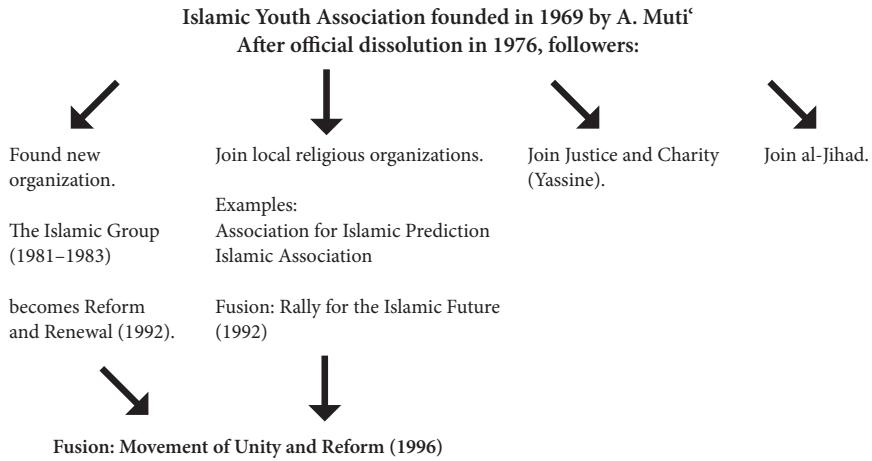 Islamic Youth Association founded in 1969 by A. Muti‘
After official dissolution in 1976, followers:
Found new
organization.
The Islamic Group
(1981–1983)
becomes Reform
and Renewal (1992).
Join local religious organizations.
Examples:
Association for Islamic Prediction
Islamic Association
Fusion: Rally for the Islamic Future
(1992)
Join Justice and Charity
(Yassine).
Join al-Jihad.
Fusion: Movement of Unity and Reform (1996)